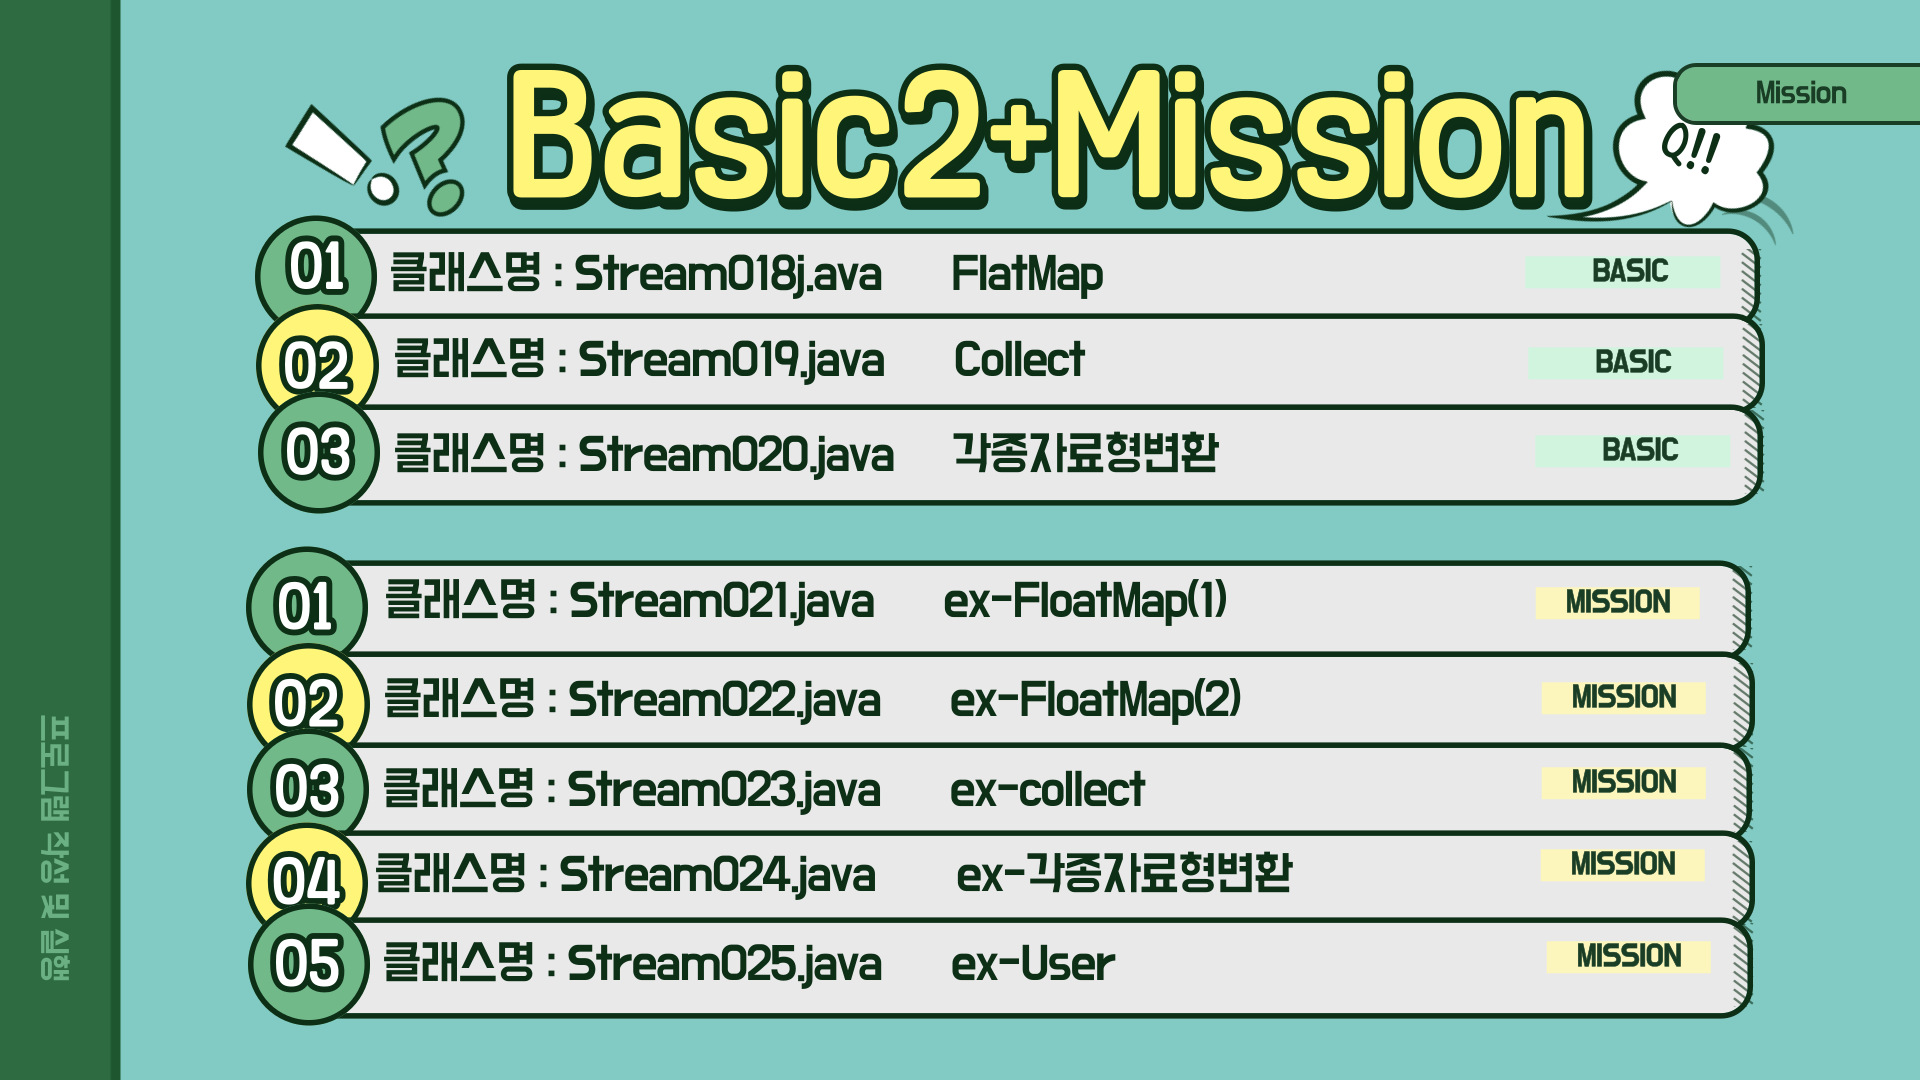 Basic2+Mission
Mission
Q!!
01 클래스명 : Stream018j.ava FlatMap BASIC
02 클래스명 : Stream019.java Collect BASIC
03 클래스명 : Stream020.java 각종자료형변환 BASIC
01 클래스명 : Stream021.java ex-FloatMap(1) MISSION
02 클래스명 : Stream022.java ex-FloatMap(2) MISSION
03 클래스명 : Stream023.java ex-collect MISSION
04 클래스명 : Stream024.java ex-각종자료형변환 MISSION
05 클래스명 : Stream025.java ex-User MISSION
프로그램 작성 및 실행